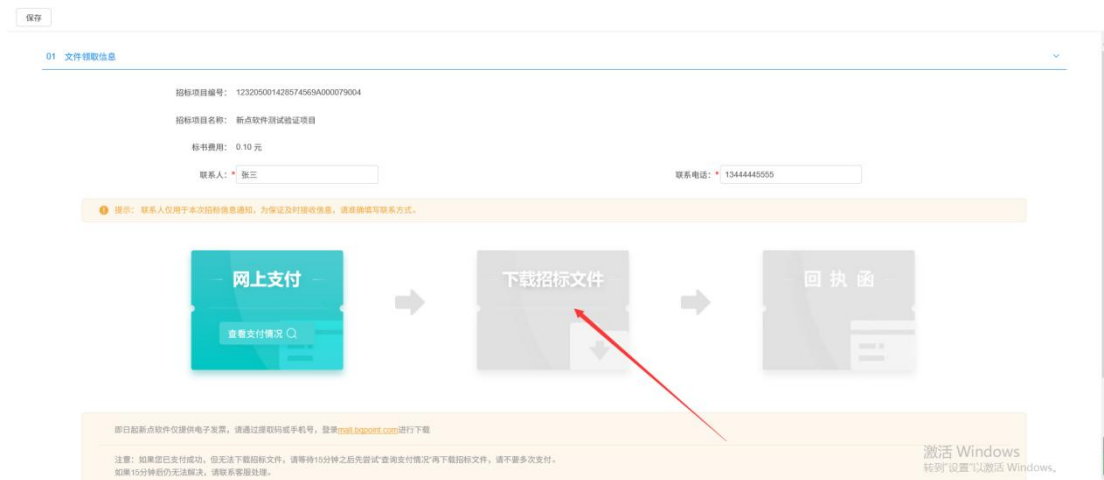 保存
01 文件领取信息
招标项目编号： 123205001428574569A000079004
招标项目名称： 新点软件测试验证项目
标书费用： 0.10 元
联系人：* 张三 联系电话：* 13444445555
提示： 联系人仅用于本次招标信息通知，为保证及时接收信息，请准确填写联系方式。
网上支付 下载招标文件 回执函
查看支付情况
即日起新点软件仅提供电子发票，请通过提取码或手机号，登录mail.bqpoint.com进行下载
注意：如果您已支付成功，但无法下载招标文件，请等待15分钟之后先尝试“查询支付情况”再下载招标文件，请不要多次支付。
如果15分钟后仍无法解决，请联系客服处理。
激活 Windows
转到“设置”以激活 Windows。